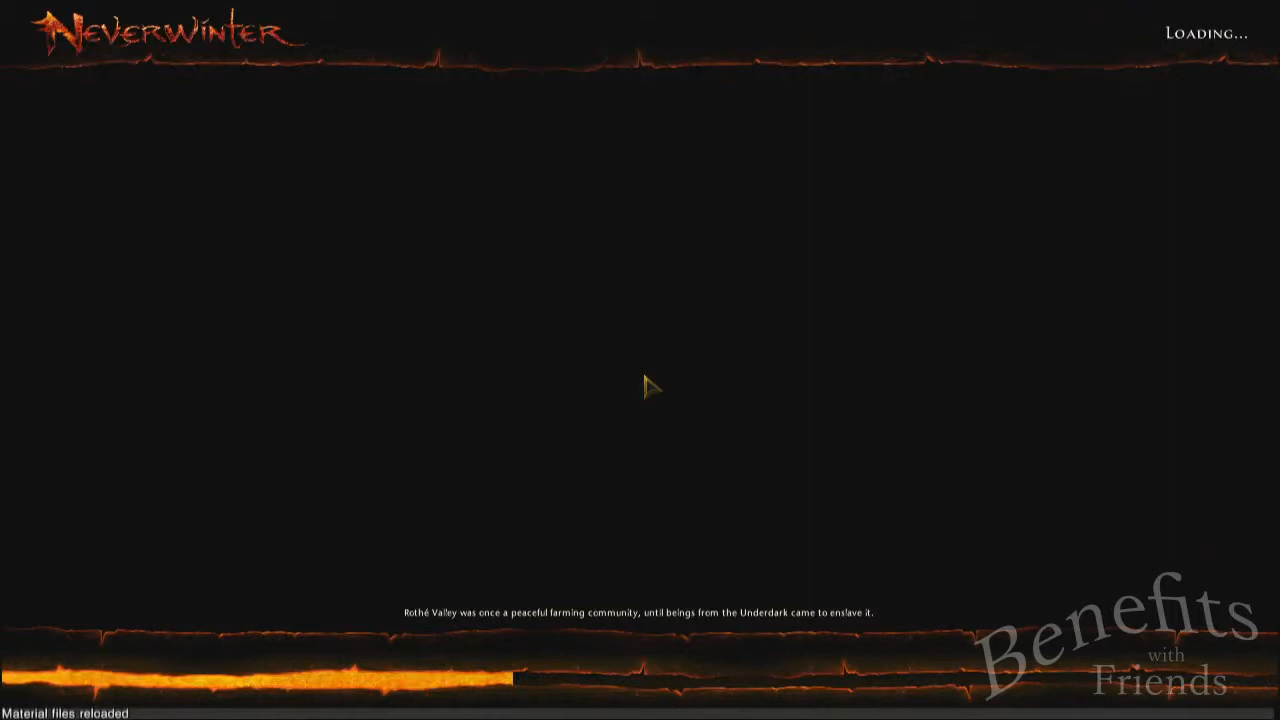 NEVERWINTER
LOADING...
Rothé Valley was once a peaceful farming community, until beings from the Underdark came to enslave it.
Benefits
with
Friends
Material files reloaded